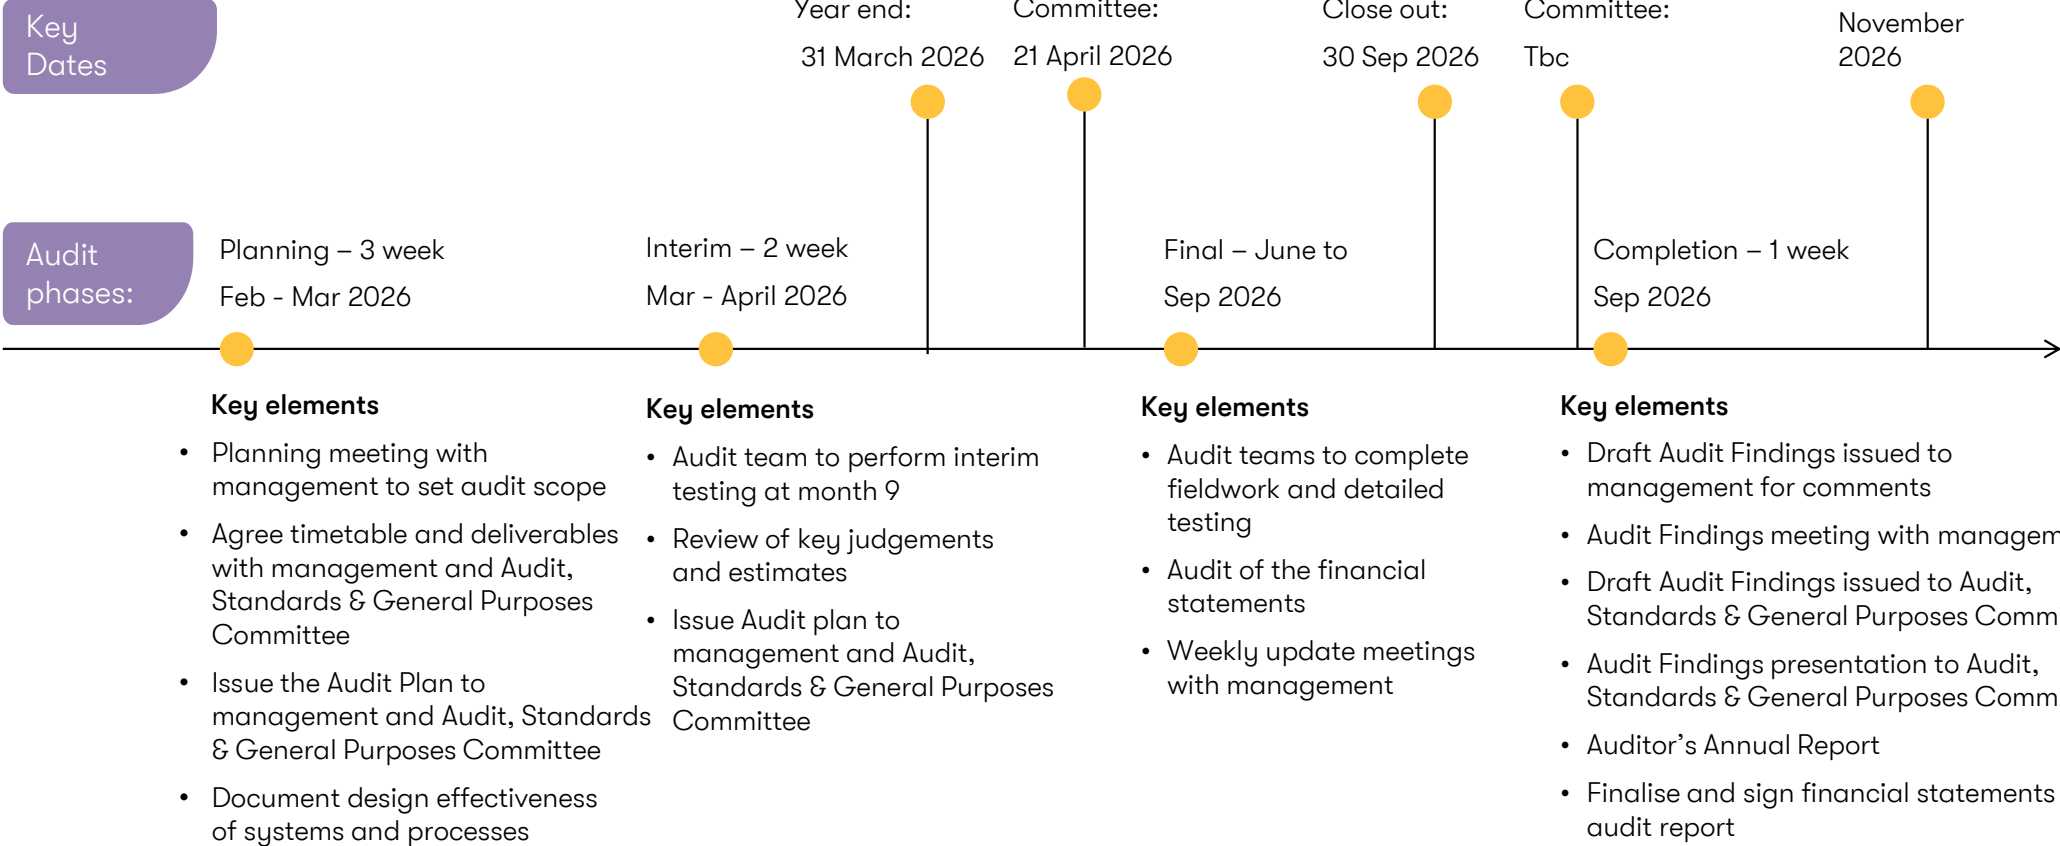 Key
Dates
Year end:
31 March 2026
Committee:
21 April 2026
Close out:
30 Sep 2026
Committee:
Tbc
November
2026
Audit
phases:
Planning – 3 week
Feb - Mar 2026
Interim – 2 week
Mar - April 2026
Final – June to
Sep 2026
Completion – 1 week
Sep 2026
Key elements
• Planning meeting with
management to set audit scope
• Agree timetable and deliverables
with management and Audit,
Standards & General Purposes
Committee
• Issue the Audit Plan to
management and Audit, Standards
& General Purposes Committee
• Document design effectiveness
of systems and processes
Key elements
• Audit team to perform interim
testing at month 9
• Review of key judgements
and estimates
• Issue Audit plan to
management and Audit,
Standards & General Purposes
Committee
Key elements
• Audit teams to complete
fieldwork and detailed
testing
• Audit of the financial
statements
• Weekly update meetings
with management
Key elements
• Draft Audit Findings issued to
management for comments
• Audit Findings meeting with managem
• Draft Audit Findings issued to Audit,
Standards & General Purposes Comm
• Audit Findings presentation to Audit,
Standards & General Purposes Comm
• Auditor's Annual Report
• Finalise and sign financial statements
audit report